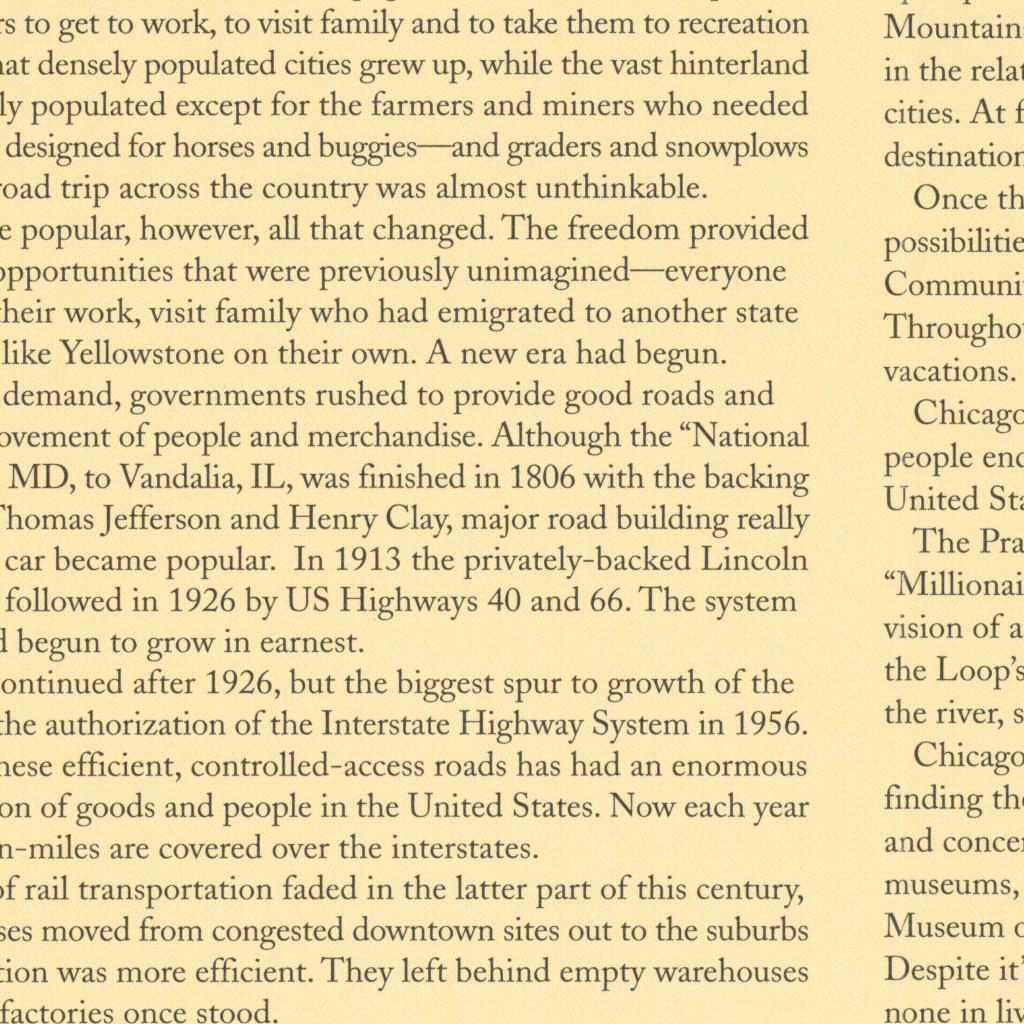 rs to get to work, to visit family and to take them to recreation
hat densely populated cities grew up, while the vast hinterland
ly populated except for the farmers and miners who needed
designed for horses and buggies—and graders and snowplows
road trip across the country was almost unthinkable.
e popular, however, all that changed. The freedom provided
opportunities that were previously unimagined—everyone
their work, visit family who had emigrated to another state
like Yellowstone on their own. A new era had begun.
demand, governments rushed to provide good roads and
ovement of people and merchandise. Although the “National
MD, to Vandalia, IL, was finished in 1806 with the backing
Thomas Jefferson and Henry Clay, major road building really
car became popular.  In 1913 the privately-backed Lincoln
followed in 1926 by US Highways 40 and 66. The system
d begun to grow in earnest.
ontinued after 1926, but the biggest spur to growth of the
the authorization of the Interstate Highway System in 1956.
hese efficient, controlled-access roads has had an enormous
on of goods and people in the United States. Now each year
n-miles are covered over the interstates.
of rail transportation faded in the latter part of this century,
ses moved from congested downtown sites out to the suburbs
tion was more efficient. They left behind empty warehouses
factories once stood.
Mountain
in the relat
cities. At f
destination
Once th
possibilitie
Communi
Througho
vacations.
Chicago
people enc
United Sta
The Pra
“Millionai
vision of a
the Loop’s
the river, s
Chicago
finding the
and concer
museums,
Museum o
Despite it’
none in liv